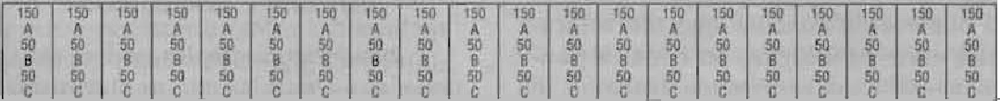 150 150 150 150 150 150 150 150 150 150 150 150 150 150 150 150 150 150 150 150
A A A A A A A A A A A A A A A A A A A A
50 50 50 50 50 50 50 50 50 50 50 50 50 50 50 50 50 50 50 50
B B B B B B B B B B B B B B B B B B B B
50 50 50 50 50 50 50 50 50 50 50 50 50 50 50 50 50 50 50 50
C C C C C C C C C C C C C C C C C C C C